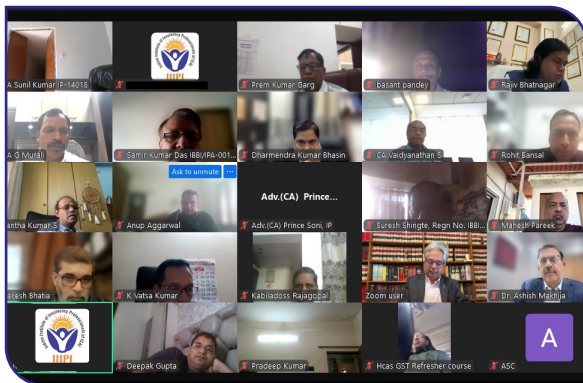 A Sunil Kumar IP-14018
IIIPI
Prem Kumar Garg
basant pandey
Rajiv Bhatnagar
A G Murali
Samir Kumar Das IBBI/IPA-001...
Dharmendra Kumar Bhasin
CA Vaidyanathan S
Rohit Bansal
antha Kumar S
Ask to unmute ...
Anup Aggarwal
Adv.(CA) Prince...
Adv.(CA) Prince Soni, IP
Suresh Shingte, Regn No. IBBI...
Mahesh Pareek
akesh Bhatia
K Vatsa Kumar
Kabiladoss Rajagopal
Zoom user
Dr. Ashish Makhija
IIIPI
Deepak Gupta
Pradeep Kumar
Hcas GST Refresher course
A
ASC